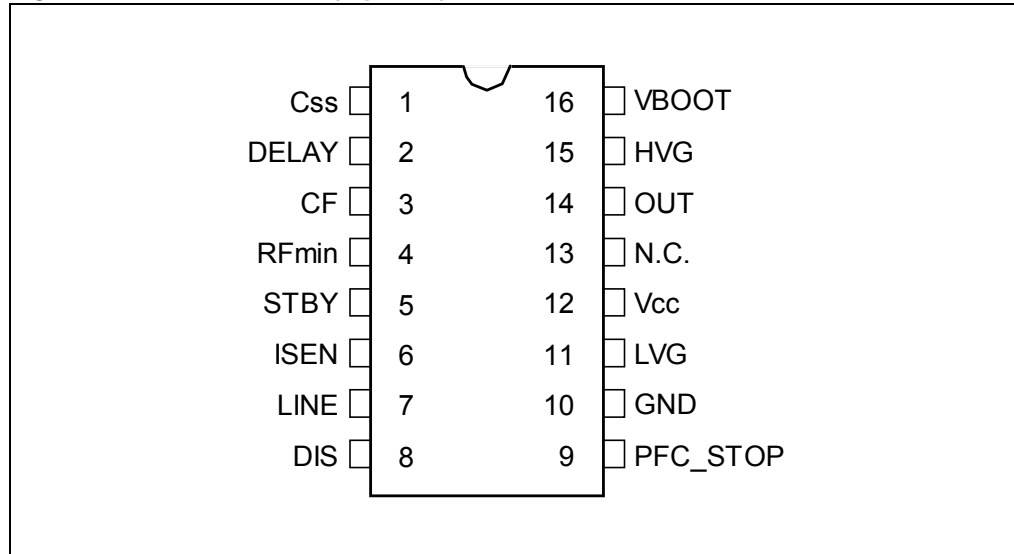 Css 1 16 VBOOT
DELAY 2 15 HVG
CF 3 14 OUT
RFmin 4 13 N.C.
STBY 5 12 Vcc
ISEN 6 11 LVG
LINE 7 10 GND
DIS 8 9 PFC_STOP